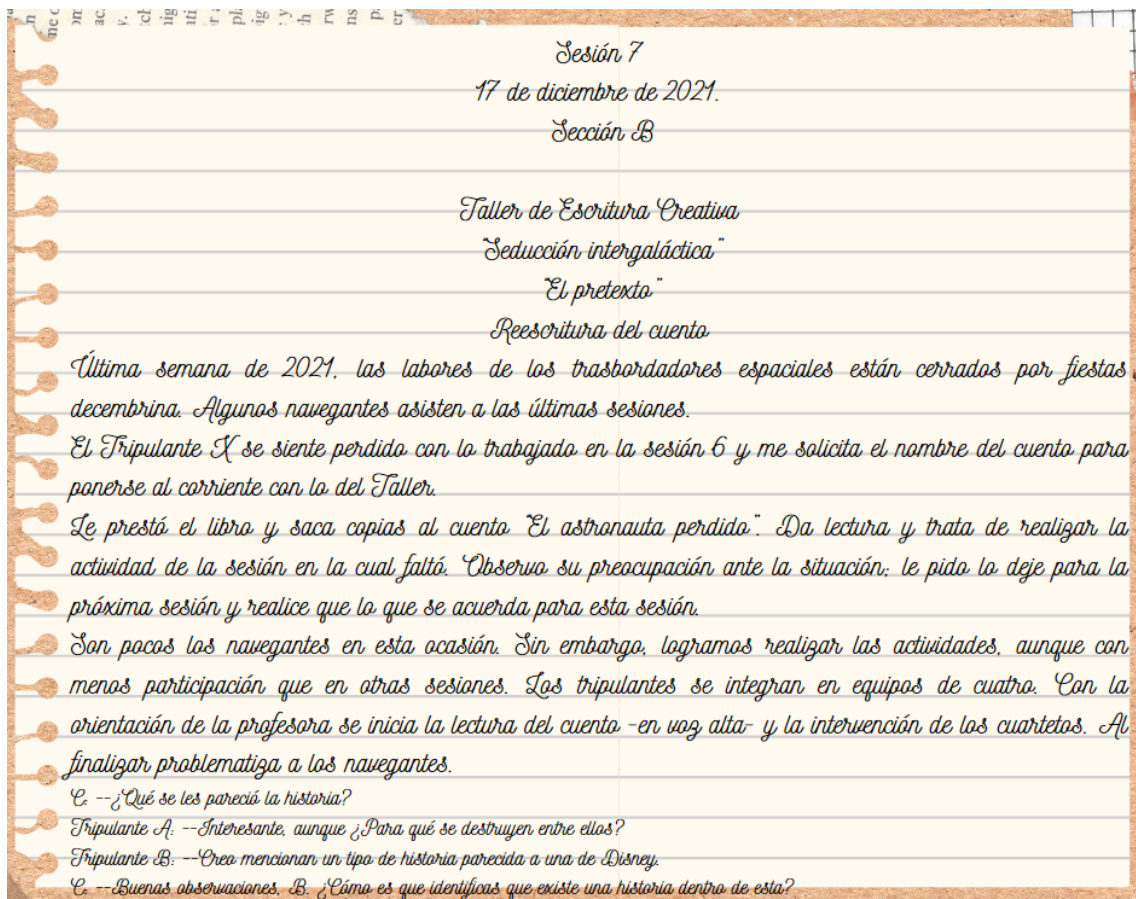 Sesión 7
17 de diciembre de 2021.
Sección B
Taller de Escritura Creativa
"Seducción intergaláctica"
"El pretexto"
Reescritura del cuento
Última semana de 2021, las labores de los trasbordadores espaciales están cerrados por fiestas
decembrina. Algunos navegantes asisten a las últimas sesiones.
El Tripulante X se siente perdido con lo trabajado en la sesión 6 y me solicita el nombre del cuento para
ponerse al corriente con lo del Taller.
Le prestó el libro y saca copias al cuento "El astronauta perdido". Da lectura y trata de realizar la
actividad de la sesión en la cual faltó. Observo su preocupación ante la situación; le pido lo deje para la
próxima sesión y realice que lo que se acuerda para esta sesión.
Son pocos los navegantes en esta ocasión. Sin embargo, logramos realizar las actividades, aunque con
menos participación que en otras sesiones. Los tripulantes se integran en equipos de cuatro. Con la
orientación de la profesora se inicia la lectura del cuento -en voz alta- y la intervención de los cuartetos. Al
finalizar problematiza a los navegantes.
C: --¿Qué se les pareció la historia?
Tripulante A: --Interesante, aunque ¿Para qué se destruyen entre ellos?
Tripulante B: --Creo mencionan un tipo de historia parecida a una de Disney.
C: --Buenas observaciones, B. ¿Cómo es que identificas que existe una historia dentro de esta?